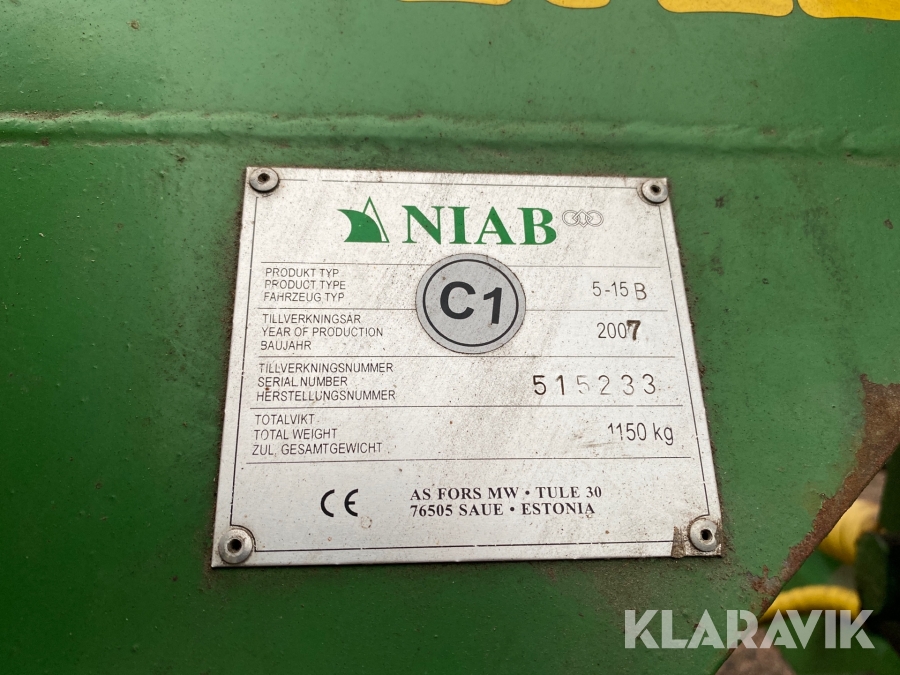 NIAB
PRODUKT TYP
PRODUCT TYPE
FAHRZEUG TYP
C1
5-15 B
TILLVERKNINGSÅR
YEAR OF PRODUCTION
BAUJAHR
2007
TILLVERKNINGSNUMMER
SERIAL NUMBER
HERSTELLUNGSNUMMER
515233
TOTALVIKT
TOTAL WEIGHT
ZUL. GESAMTGEWICHT
1150 kg
CE
AS FORS MW · TULE 30
76505 SAUE · ESTONIA
KLARAVIK